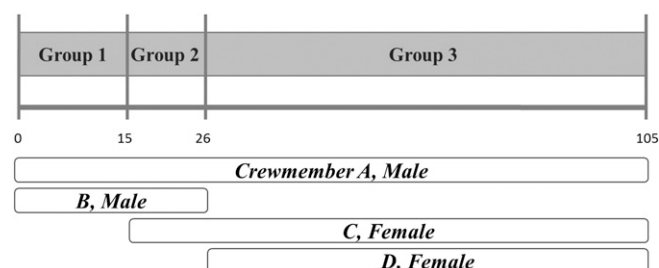 Group 1 Group 2 Group 3
0 15 26 105
Crewmember A, Male
B, Male
C, Female
D, Female